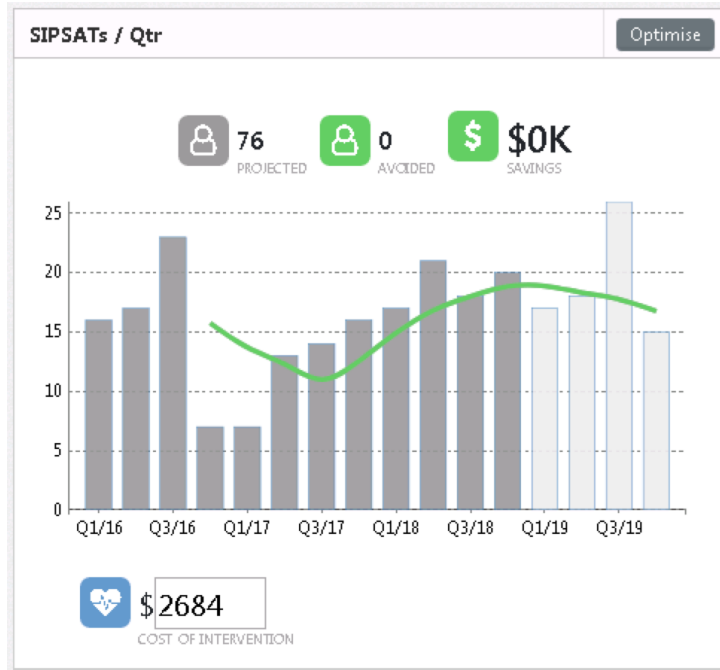 SIPSATs / Qtr Optimise
76 0 $0K
PROJECTED AVOIDED SAVINGS
25
20
15
10
5
0
Q1/16 Q3/16 Q1/17 Q3/17 Q1/18 Q3/18 Q1/19 Q3/19
$ 2684
COST OF INTERVENTION